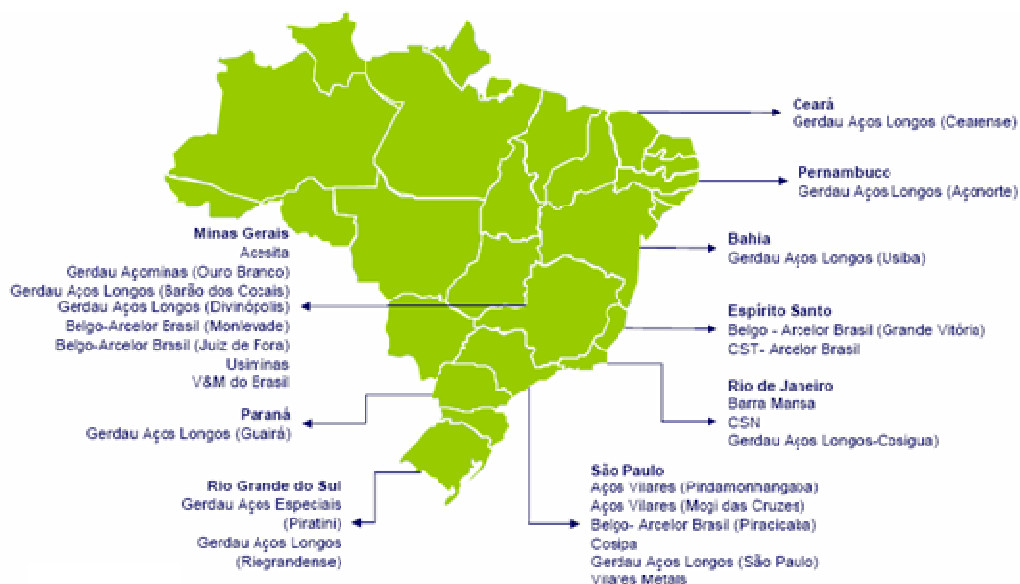 Ceará
Gerdau Aços Longos (Cearense)
Pernambuco
Gerdau Aços Longos (Açonorte)
Bahia
Gerdau Aços Longos (Usiba)
Espírito Santo
Belgo - Arcelor Brasil (Grande Vitória)
CST- Arcelor Brasil
Rio de Janeiro
Barra Mansa
CSN
Gerdau Aços Longos-Cosigua)
São Paulo
Aços Vilares (Pindamonhangaba)
Aços Vilares (Mogi das Cruzes)
Belgo- Arcelor Brasil (Piracicaba)
Cosipa
Gerdau Aços Longos (São Paulo)
Vilares Metais
Minas Gerais
Acesita
Gerdau Açominas (Ouro Branco)
Gerdau Aços Longos (Barão dos Cocais)
Gerdau Aços Longos (Divinópolis)
Belgo-Arcelor Brasil (Monlevade)
Belgo-Arcelor Brasil (Juiz de Fora)
Usiminas
V&M do Brasil
Paraná
Gerdau Aços Longos (Guaírá)
Rio Grande do Sul
Gerdau Aços Especiais
(Piratini)
Gerdau Aços Longos
(Riograndense)